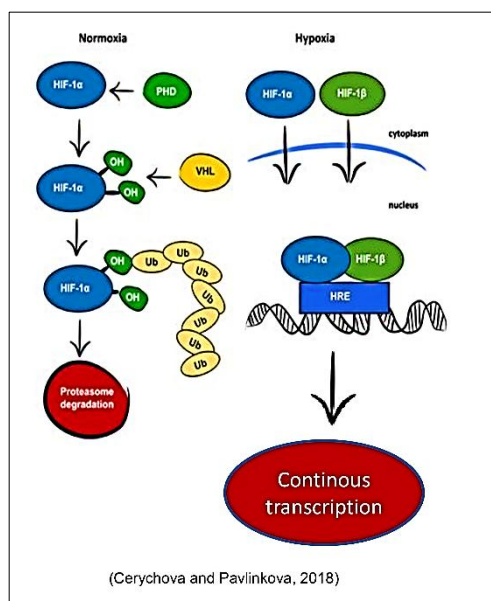 Normoxia
HIF-1α
PHD
HIF-1α
OH
OH
VHL
HIF-1α
OH
OH
Ub
Ub
Ub
Ub
Ub
Ub
Ub
Proteasome
degradation
Hypoxia
HIF-1α
HIF-1β
cytoplasm
nucleus
HIF-1α
HIF-1β
HRE
Continous
transcription
(Cerychova and Pavlinkova, 2018)